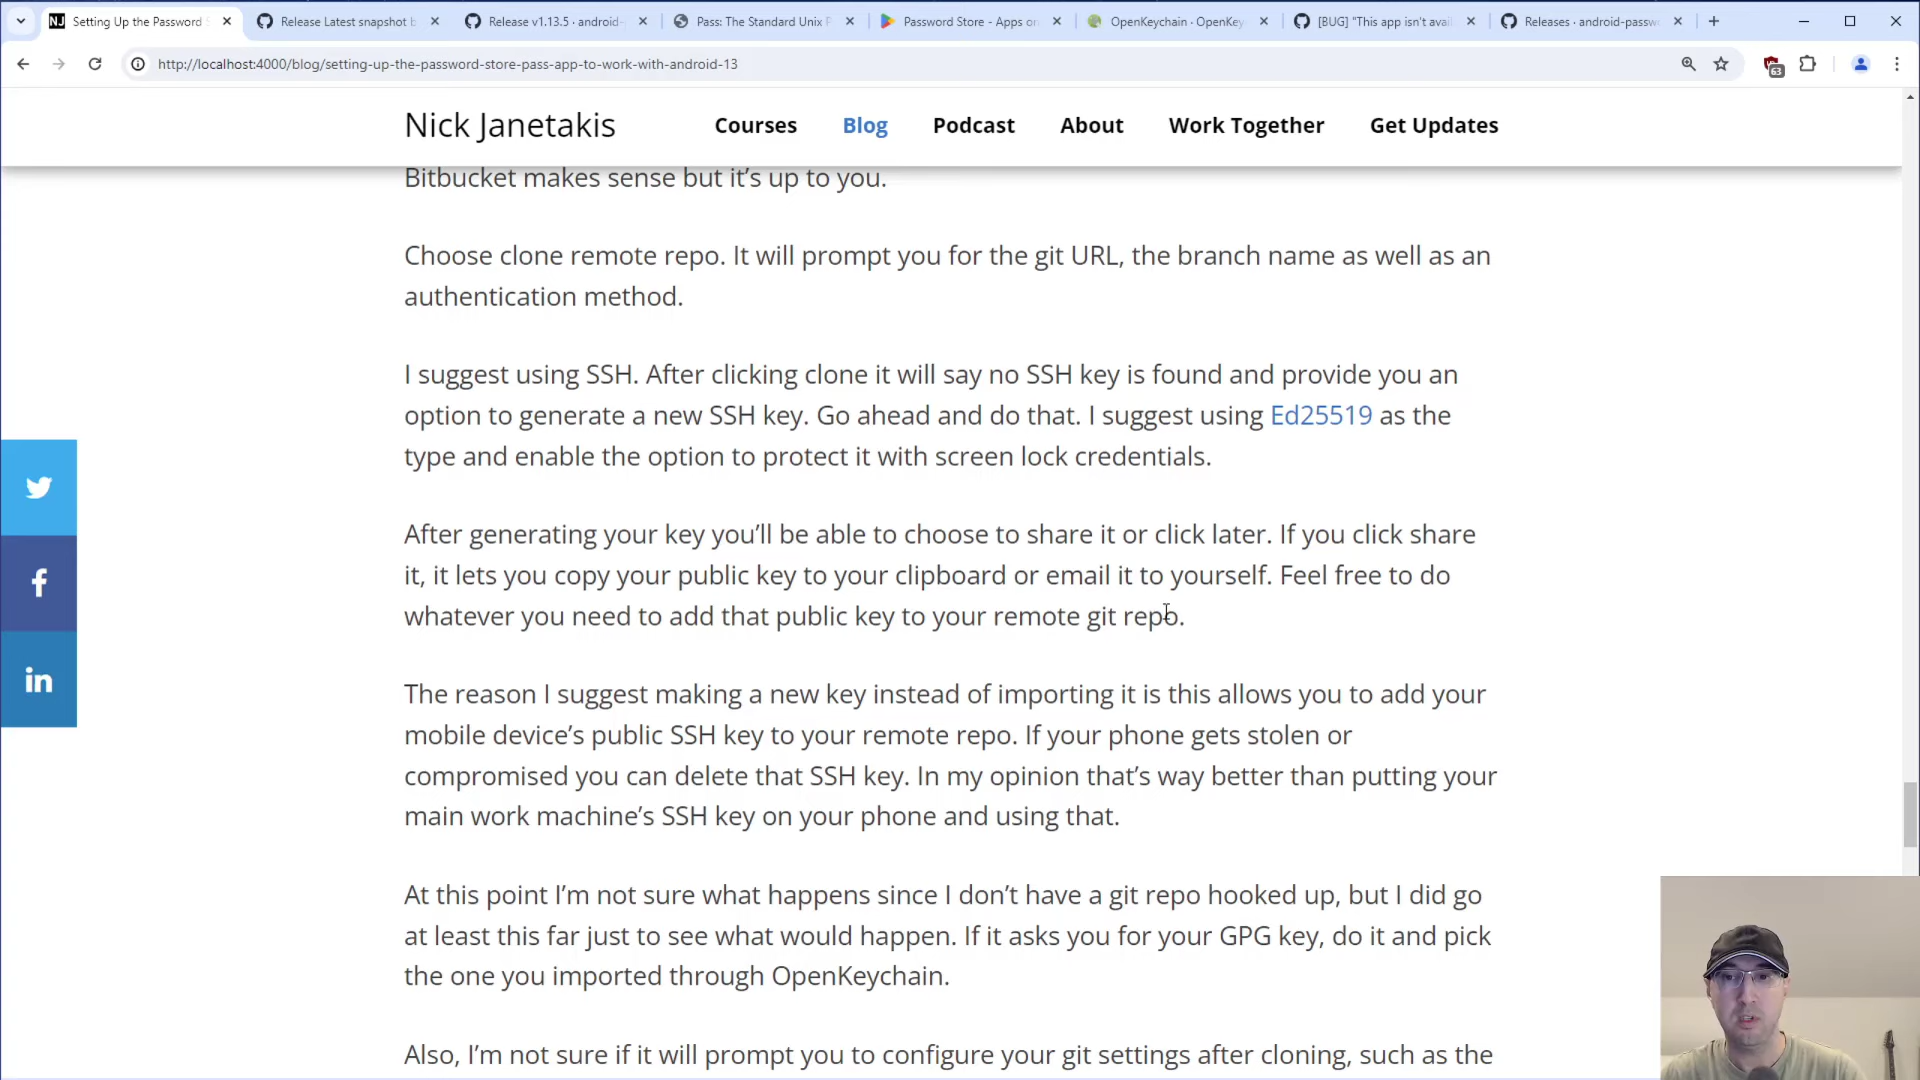 Setting Up the Password S
Release Latest snapshot b
Release v1.13.5 · android-
Pass: The Standard Unix P
Password Store - Apps on
OpenKeychain · OpenKey
[BUG] "This app isn't avai
Releases · android-passw
http://localhost:4000/blog/setting-up-the-password-store-pass-app-to-work-with-android-13
63
Nick Janetakis
Courses
Blog
Podcast
About
Work Together
Get Updates
Bitbucket makes sense but it’s up to you.
Choose clone remote repo. It will prompt you for the git URL, the branch name as well as an
authentication method.
I suggest using SSH. After clicking clone it will say no SSH key is found and provide you an
option to generate a new SSH key. Go ahead and do that. I suggest using Ed25519 as the
type and enable the option to protect it with screen lock credentials.
After generating your key you’ll be able to choose to share it or click later. If you click share
it, it lets you copy your public key to your clipboard or email it to yourself. Feel free to do
whatever you need to add that public key to your remote git repo.
The reason I suggest making a new key instead of importing it is this allows you to add your
mobile device’s public SSH key to your remote repo. If your phone gets stolen or
compromised you can delete that SSH key. In my opinion that’s way better than putting your
main work machine’s SSH key on your phone and using that.
At this point I’m not sure what happens since I don’t have a git repo hooked up, but I did go
at least this far just to see what would happen. If it asks you for your GPG key, do it and pick
the one you imported through OpenKeychain.
Also, I’m not sure if it will prompt you to configure your git settings after cloning, such as the